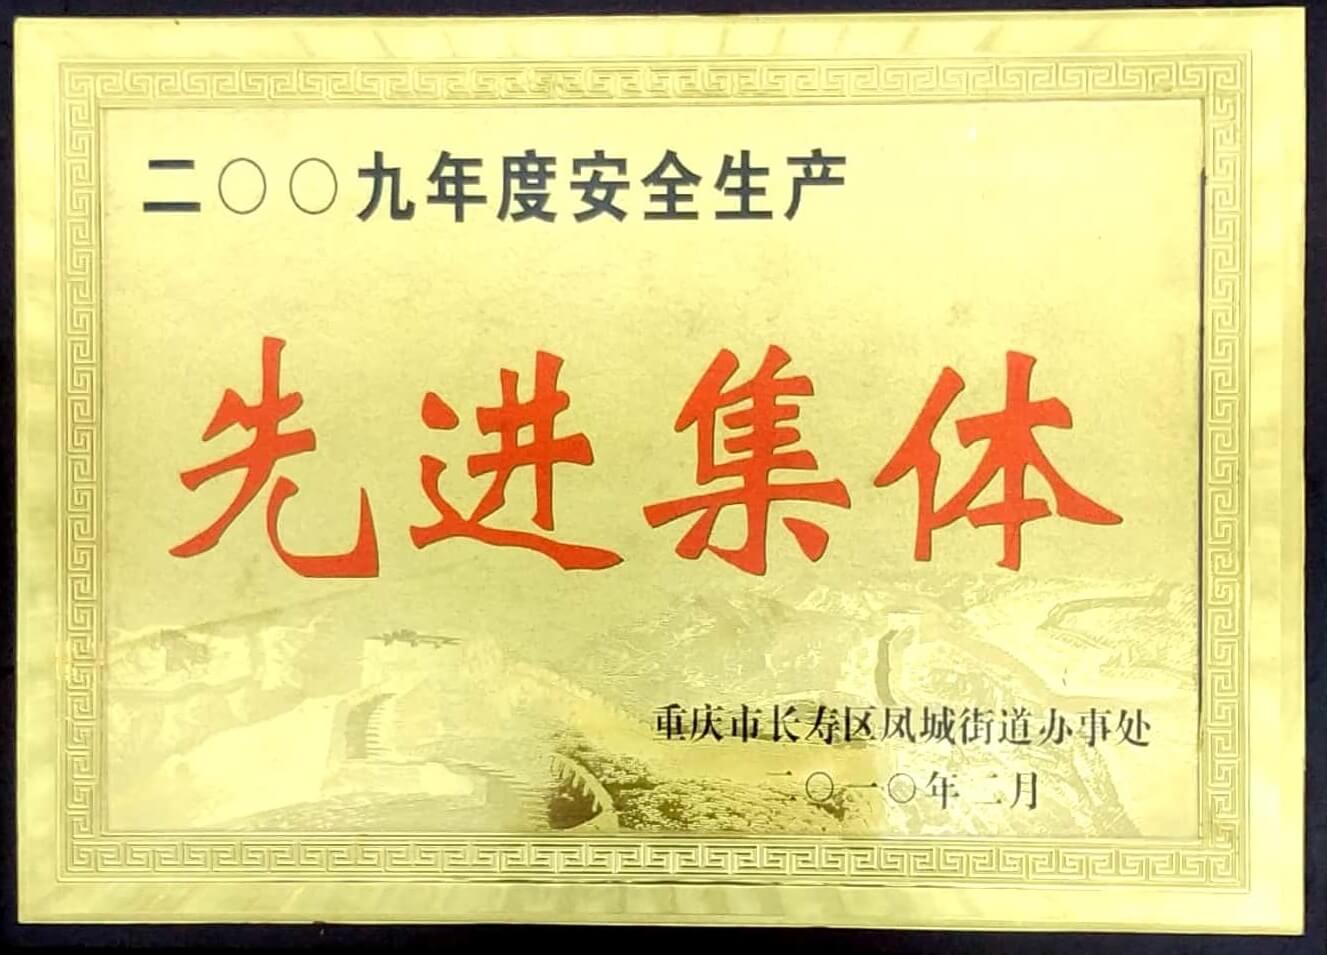 二〇〇九年度安全生产
先进集体
重庆市长寿区凤城街道办事处
二〇一〇年二月